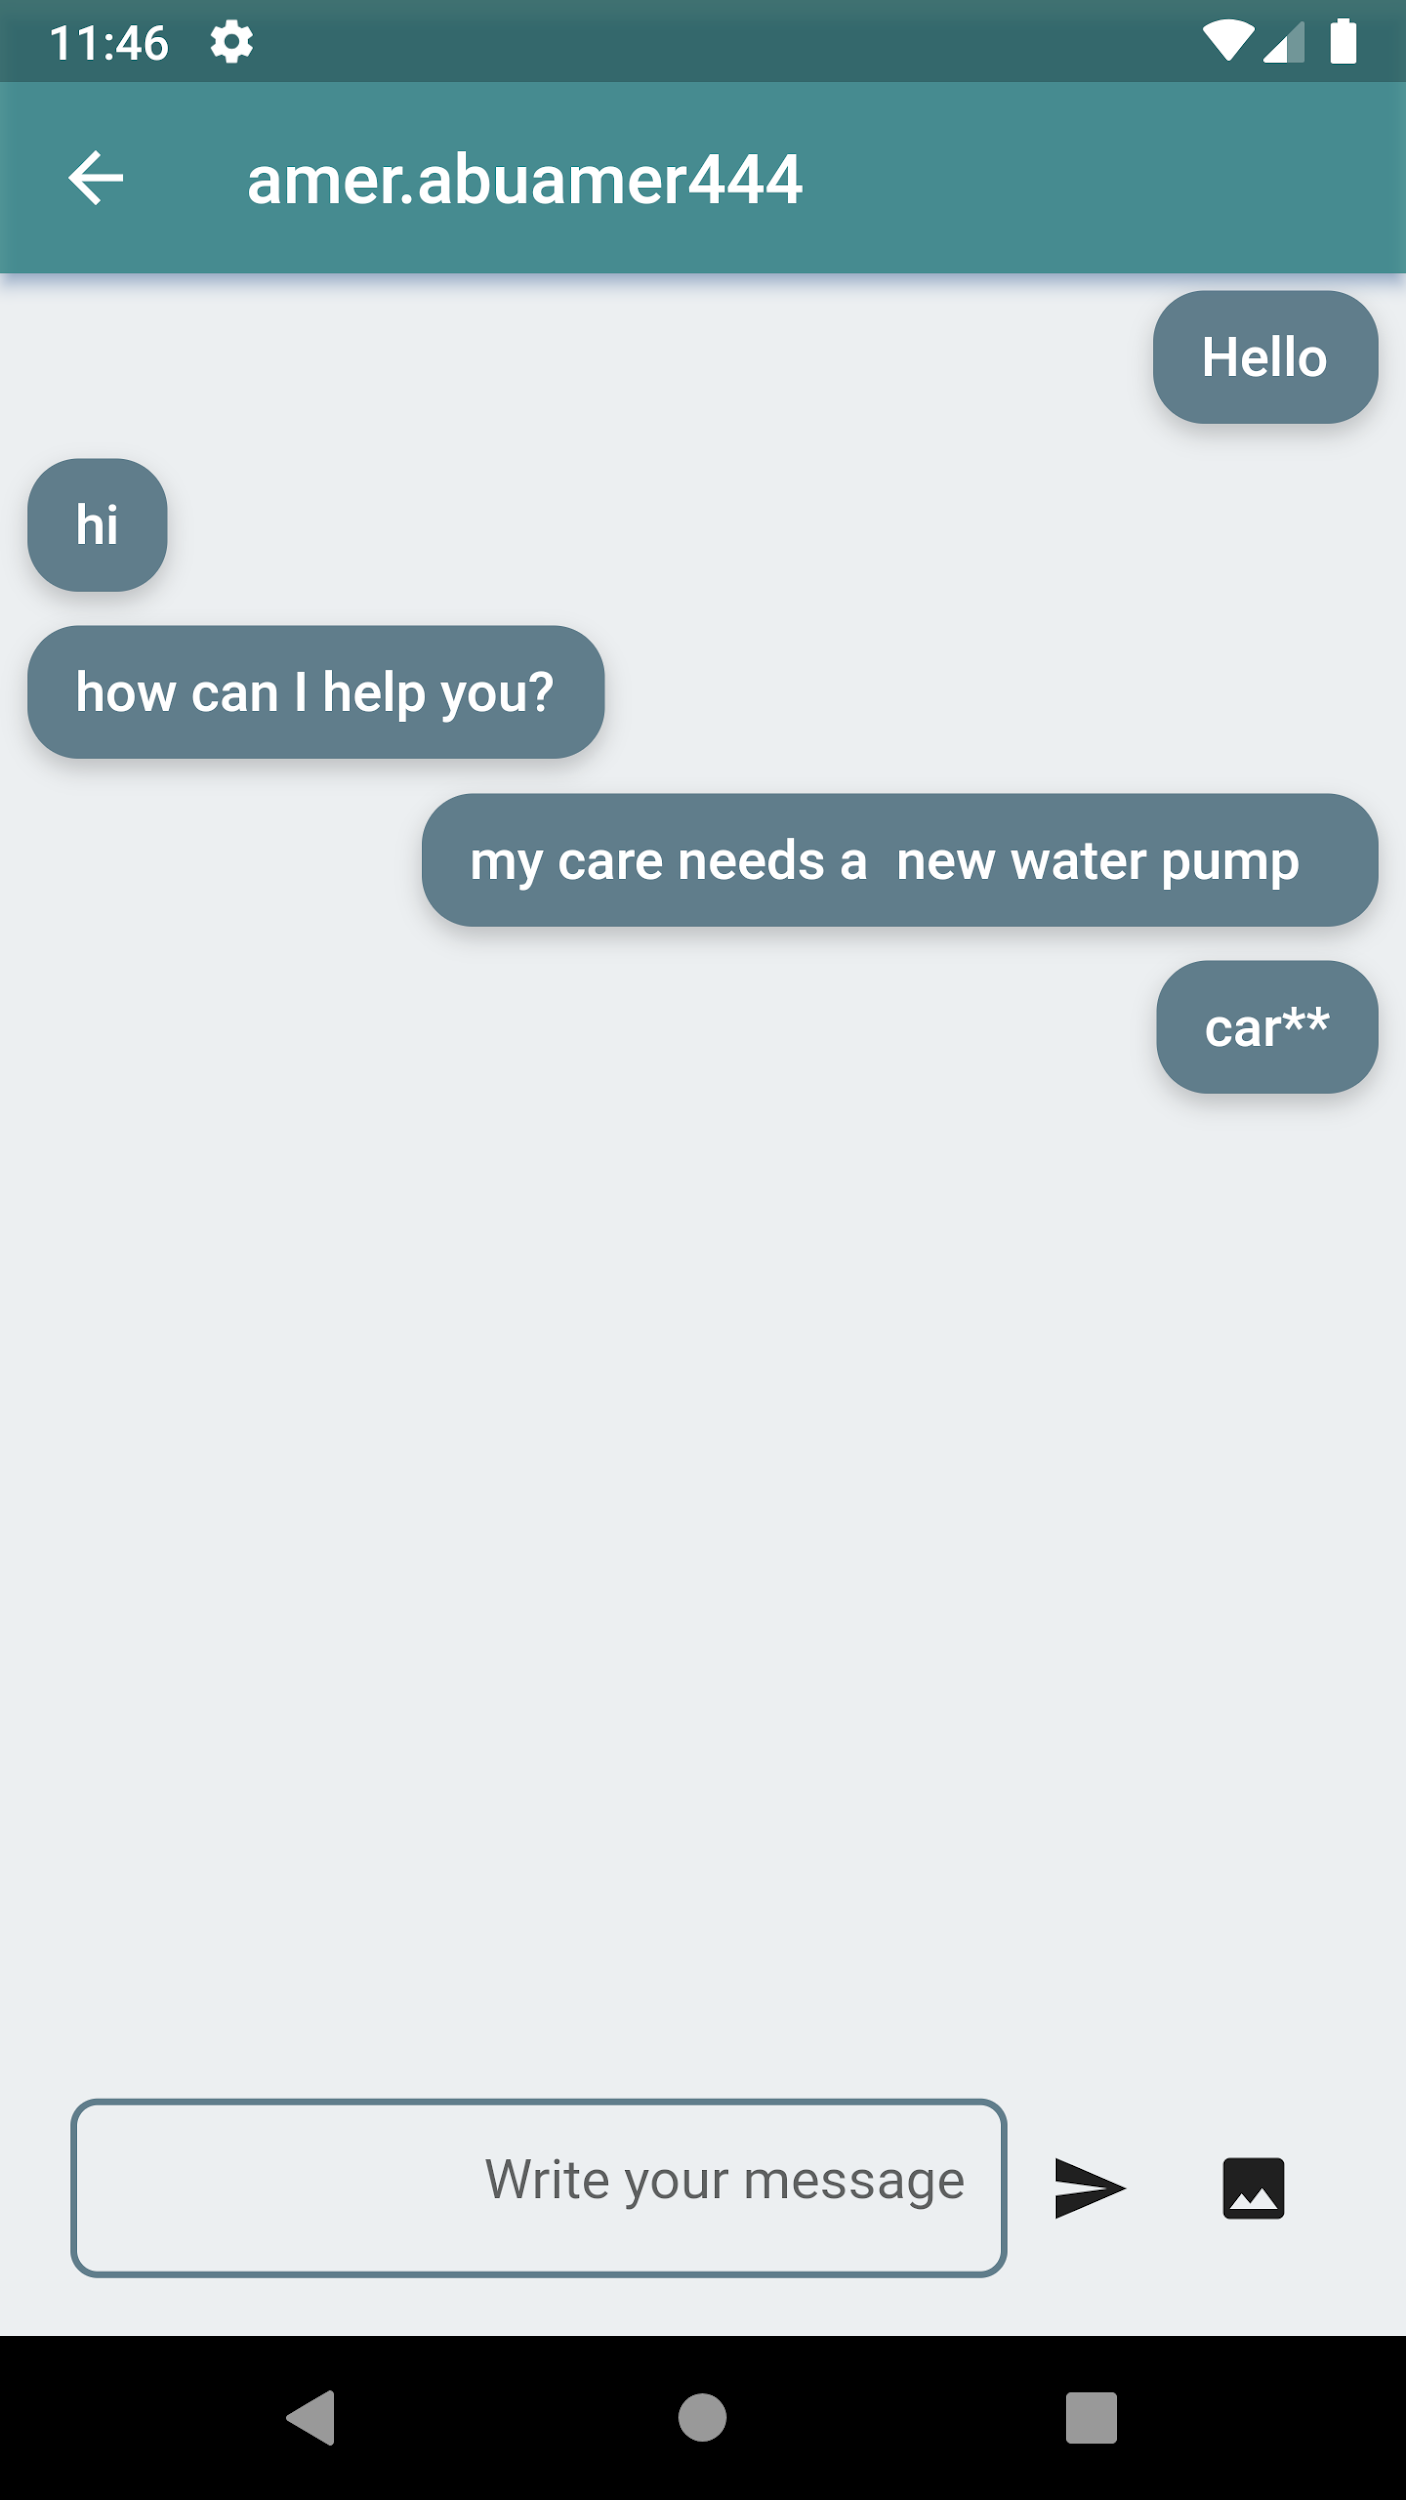 11:46
amer.abuamer444
Hello
hi
how can I help you?
my care needs a  new water pump
car**
Write your message